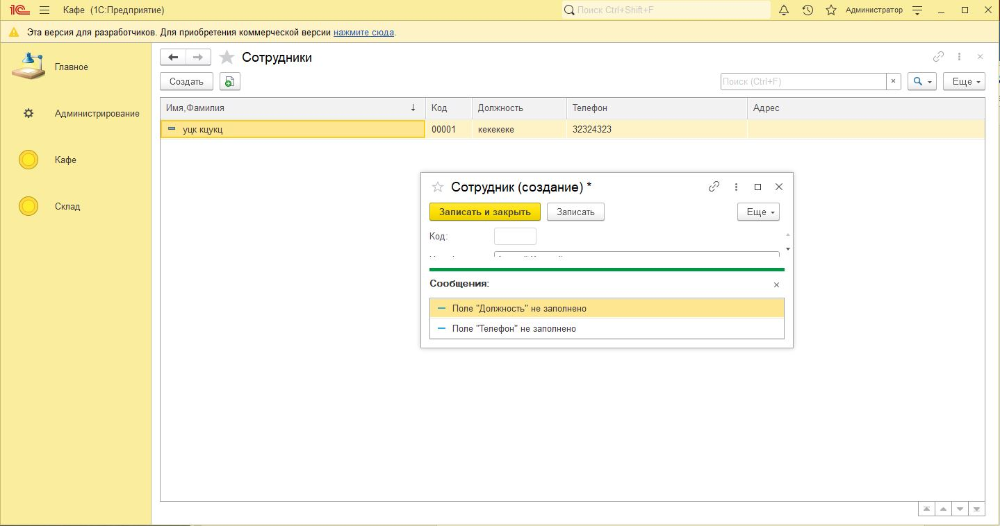 1С Кафе (1С:Предприятие) Поиск Ctrl+Shift+F Администратор
Эта версия для разработчиков. Для приобретения коммерческой версии нажмите сюда.
Главное
Администрирование
Кафе
Склад
Сотрудники
Создать Поиск (Ctrl+F) × Еще
Имя,Фамилия ↓ Код Должность Телефон Адрес
уцк кцукц 00001 кекекеке 32324323
Сотрудник (создание) *
Записать и закрыть Записать Еще
Код:
Сообщения:
Поле "Должность" не заполнено
Поле "Телефон" не заполнено